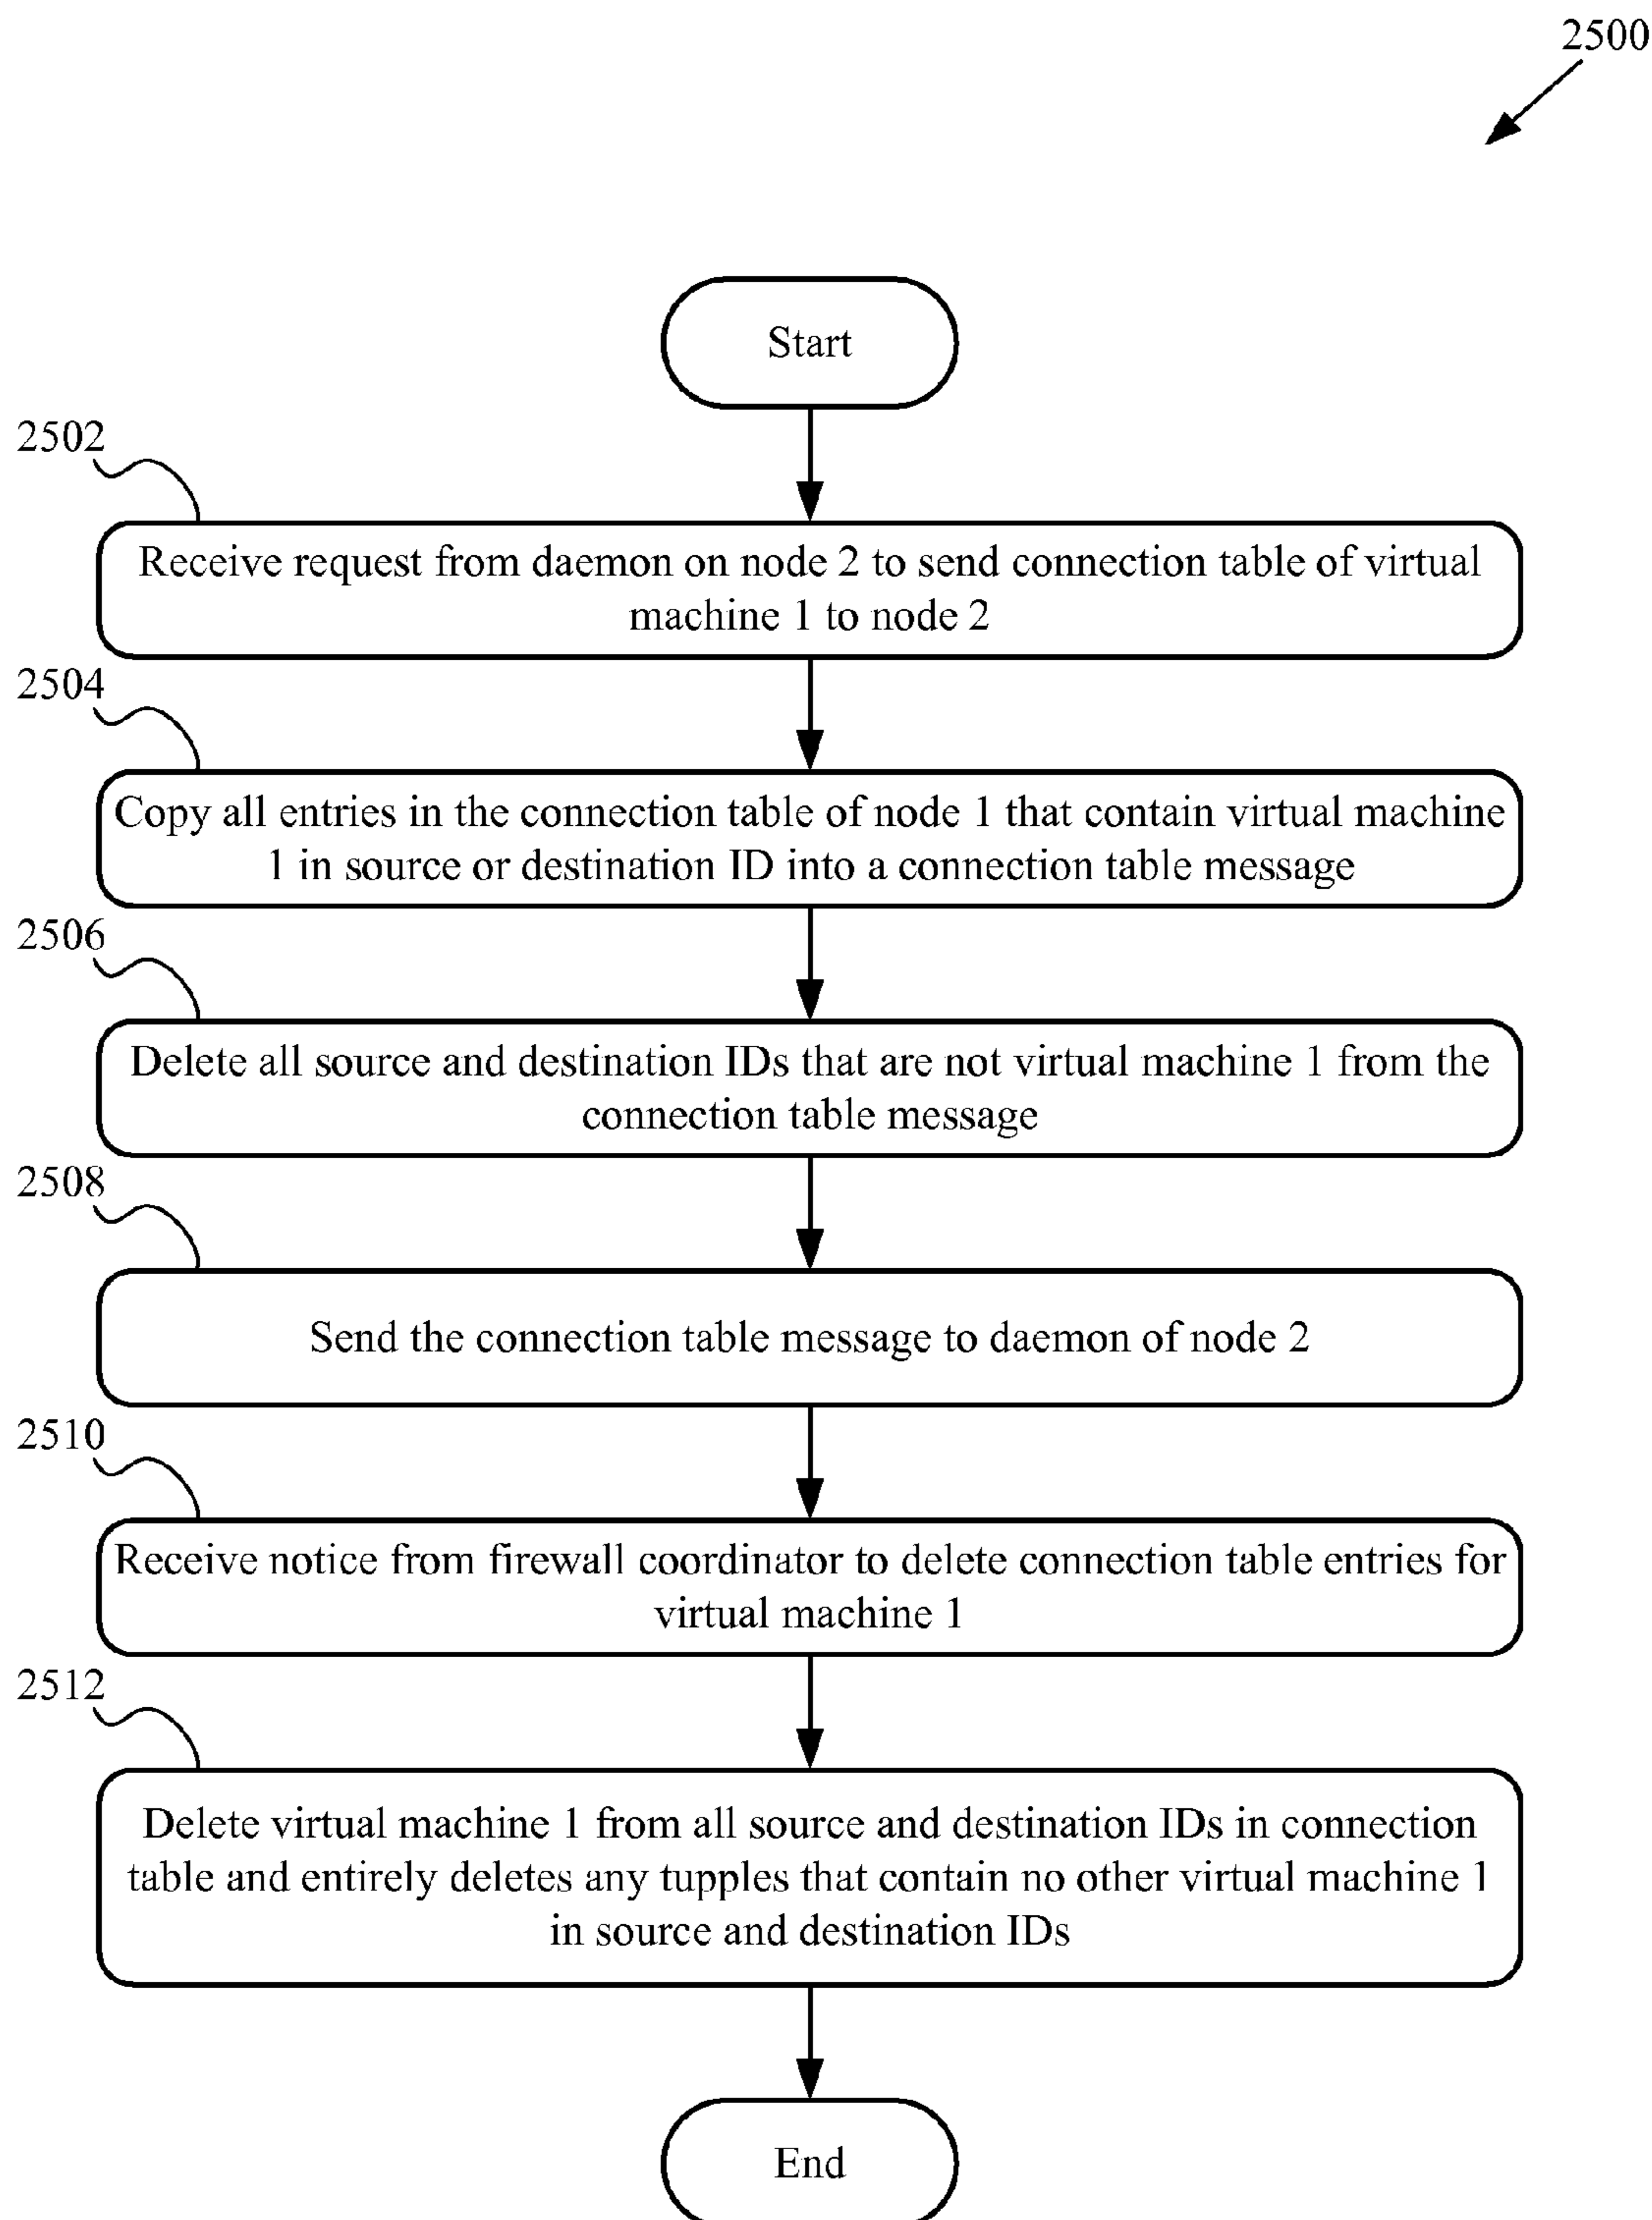 2500
Start
2502
Receive request from daemon on node 2 to send connection table of virtual
machine 1 to node 2
2504
Copy all entries in the connection table of node 1 that contain virtual machine
1 in source or destination ID into a connection table message
2506
Delete all source and destination IDs that are not virtual machine 1 from the
connection table message
2508
Send the connection table message to daemon of node 2
2510
Receive notice from firewall coordinator to delete connection table entries for
virtual machine 1
2512
Delete virtual machine 1 from all source and destination IDs in connection
table and entirely deletes any tupples that contain no other virtual machine 1
in source and destination IDs
End